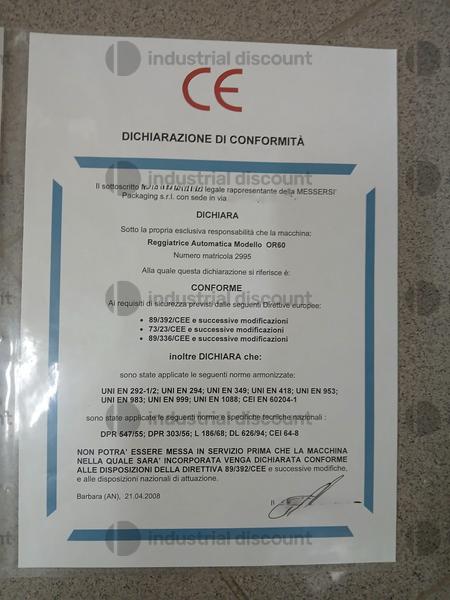 CE
DICHIARAZIONE DI CONFORMITÀ
Il sottoscritto legale rappresentante della MESSERSI'
Packaging s.r.l. con sede in via
DICHIARA
Sotto la propria esclusiva responsabilità che la macchina:
Reggiatrice Automatica Modello OR60
Numero matricola 2995
Alla quale questa dichiarazione si riferisce è:
CONFORME
Ai requisiti di sicurezza previsti dalle seguenti Direttive europee:
• 89/392/CEE e successive modificazioni
• 73/23/CEE e successive modificazioni
• 89/336/CEE e successive modificazioni
inoltre DICHIARA che:
sono state applicate le seguenti norme armonizzate:
UNI EN 292-1/2; UNI EN 294; UNI EN 349; UNI EN 418; UNI EN 953;
UNI EN 983; UNI EN 999; UNI EN 1088; CEI EN 60204-1
sono state applicate le seguenti norme e specifiche tecniche nazionali :
DPR 547/55; DPR 303/56; L 186/68; DL 626/94; CEI 64-8
NON POTRA' ESSERE MESSA IN SERVIZIO PRIMA CHE LA MACCHINA
NELLA QUALE SARA' INCORPORATA VENGA DICHIARATA CONFORME
ALLE DISPOSIZIONI DELLA DIRETTIVA 89/392/CEE e successive modifiche,
e alle disposizioni nazionali di attuazione.
Barbara (AN), 21.04.2008
industrial discount